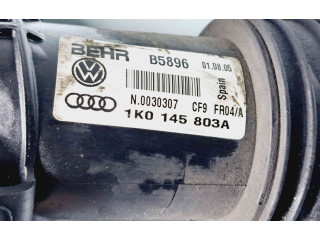 BEHR B5896 01.08.05
Spain
N.0030307 CF9 FR04/A
1K0 145 803A